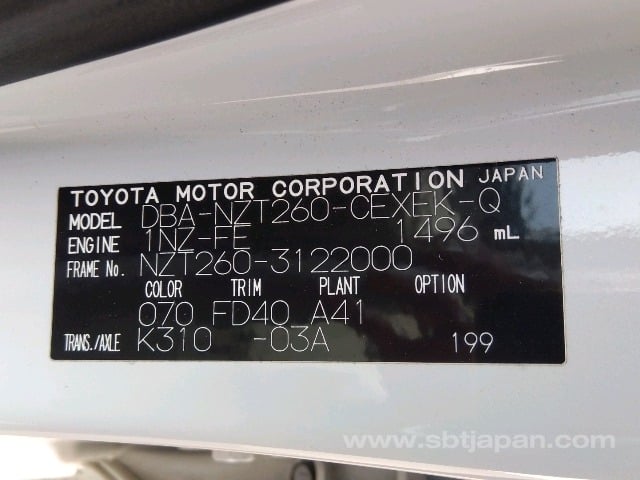 TOYOTA MOTOR CORPORATION JAPAN
MODEL DBA-NZT260-CEXEK-Q
ENGINE 1NZ-FE 1496 mL
FRAME No. NZT260-3122000
COLOR TRIM PLANT OPTION
070 FD40 A41
TRANS./AXLE K310 -03A 199
www.sbtjapan.com